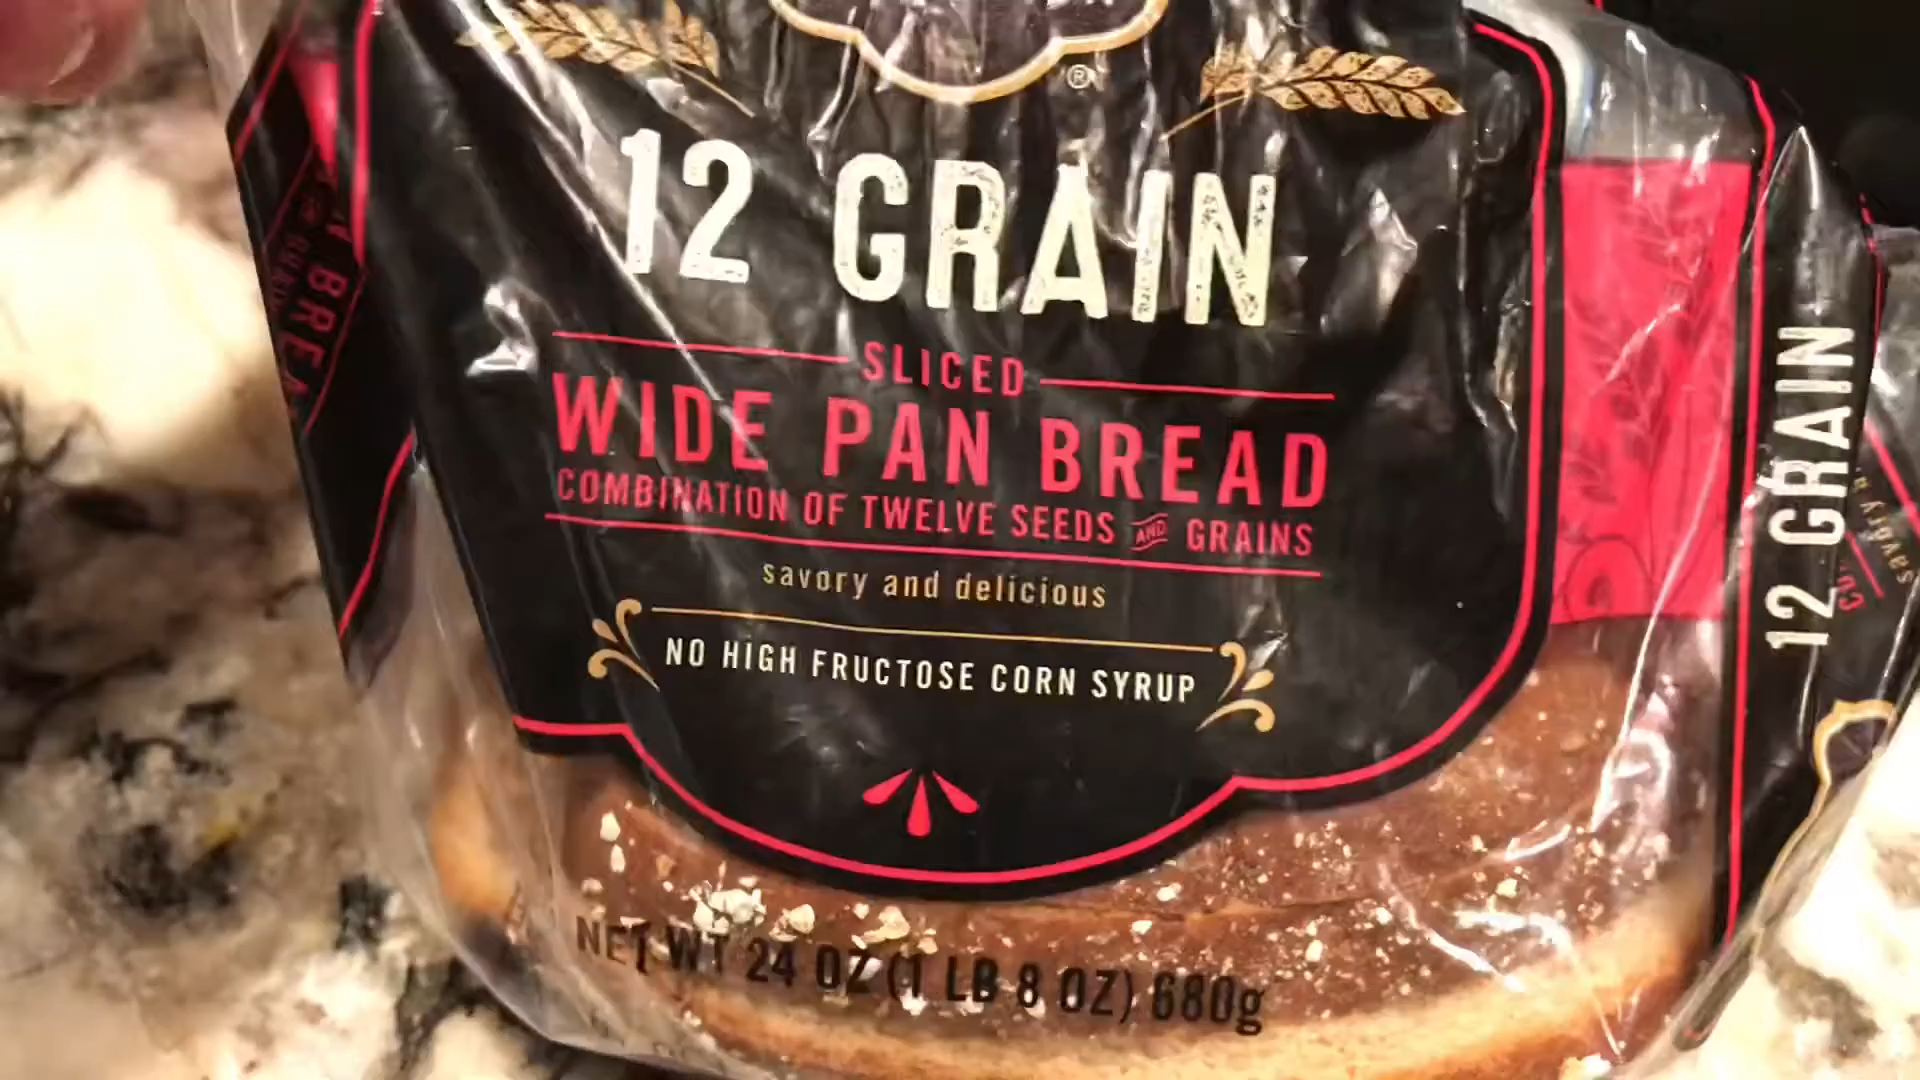 ®
12 GRAIN
SLICED
WIDE PAN BREAD
COMBINATION OF TWELVE SEEDS AND GRAINS
savory and delicious
NO HIGH FRUCTOSE CORN SYRUP
NET WT 24 OZ (1 LB 8 OZ) 680g
12 GRAIN
savory